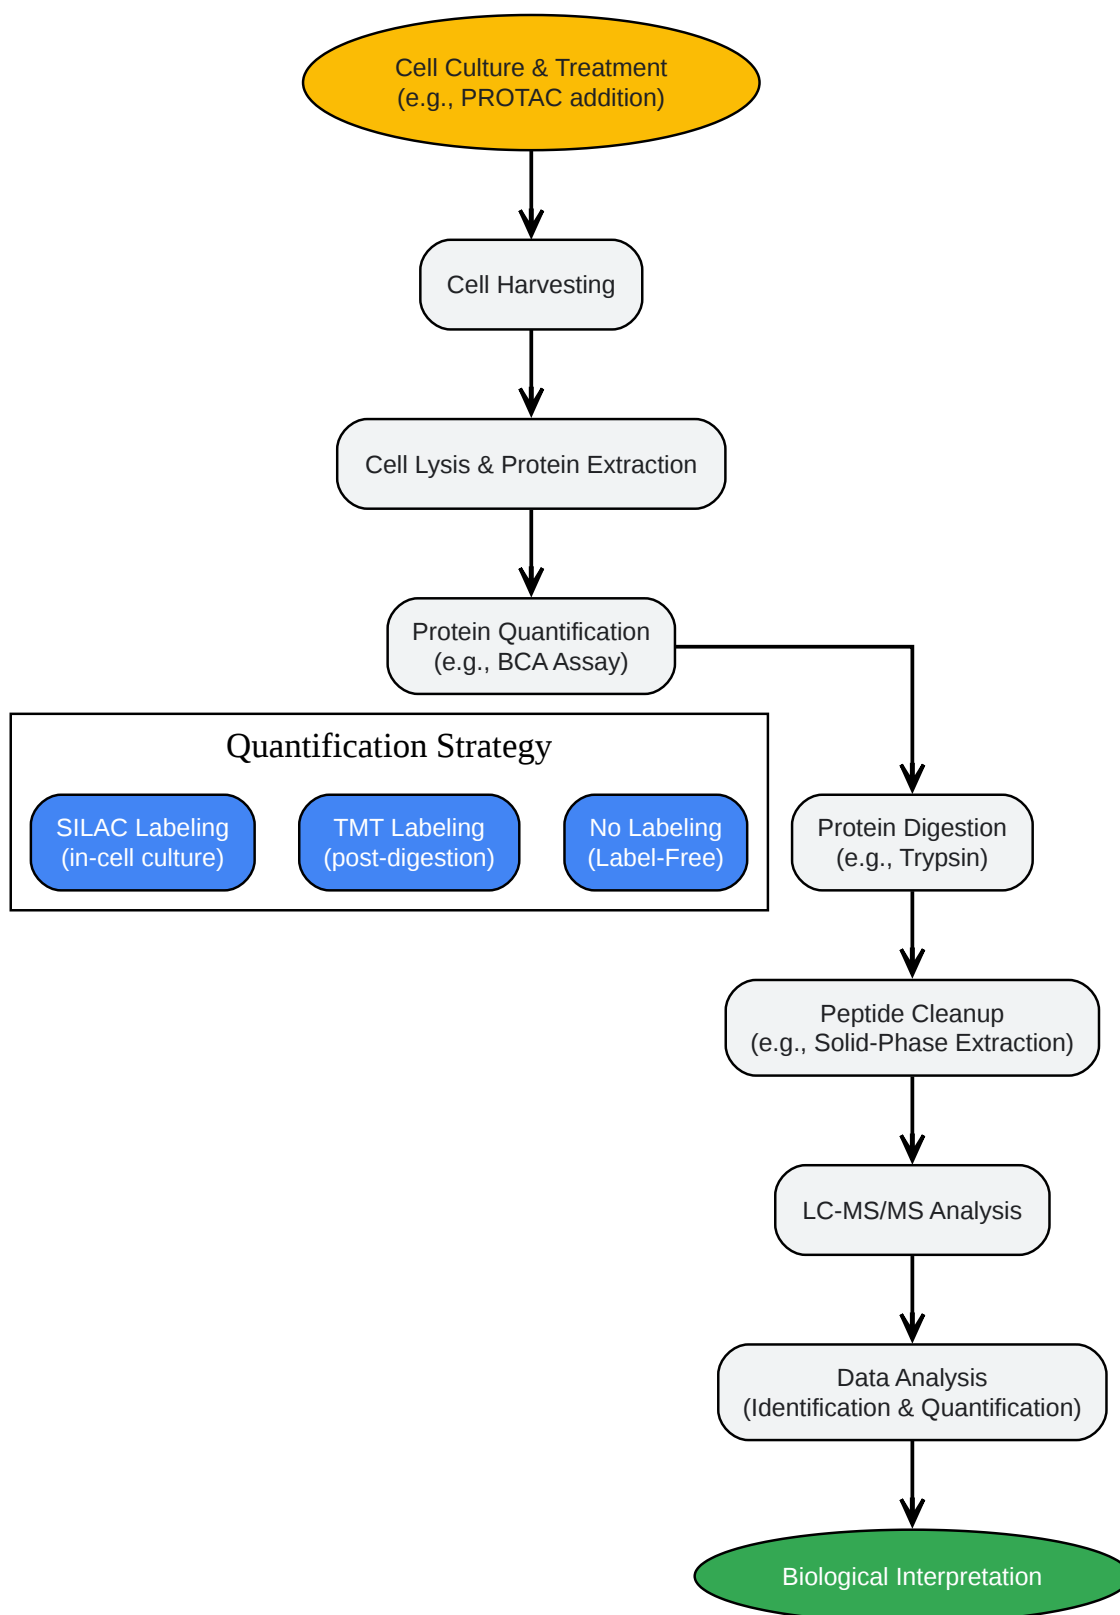 Cell Culture & Treatment
(e.g., PROTAC addition)
Cell Harvesting
Cell Lysis & Protein Extraction
Protein Quantification
(e.g., BCA Assay)
Quantification Strategy
SILAC Labeling
(in-cell culture)
TMT Labeling
(post-digestion)
No Labeling
(Label-Free)
Protein Digestion
(e.g., Trypsin)
Peptide Cleanup
(e.g., Solid-Phase Extraction)
LC-MS/MS Analysis
Data Analysis
(Identification & Quantification)
Biological Interpretation